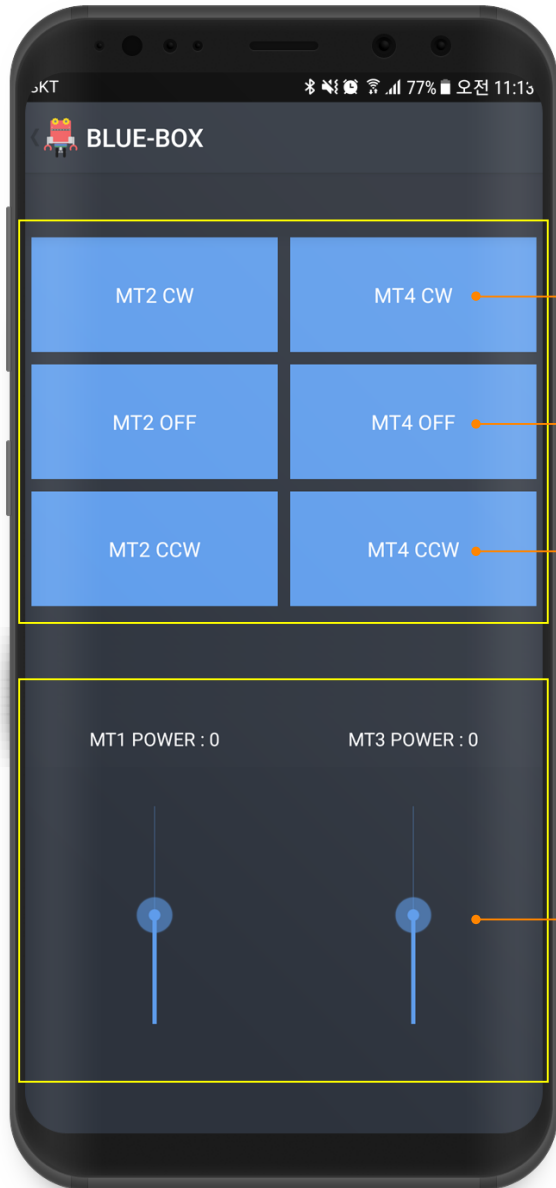 SKT 77% 오전 11:13
BLUE-BOX
MT2 CW MT4 CW
MT2 OFF MT4 OFF
MT2 CCW MT4 CCW
MT1 POWER : 0 MT3 POWER : 0